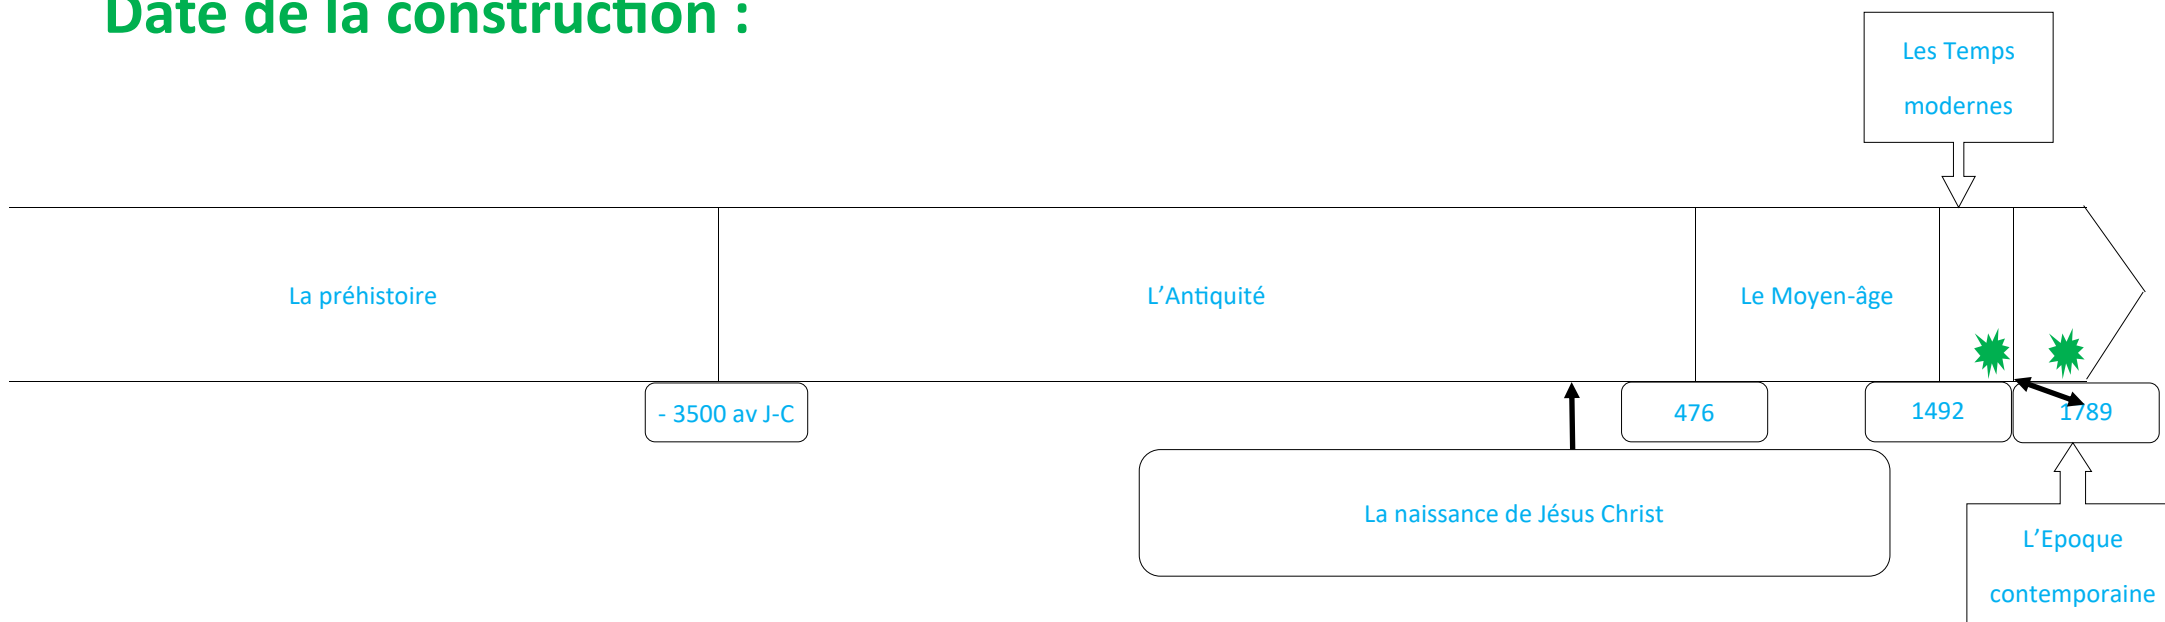 Date de la construction :
Les Temps
modernes
La préhistoire
L’Antiquité
Le Moyen-âge
- 3500 av J-C
476
1492
1789
La naissance de Jésus Christ
L’Epoque
contemporaine